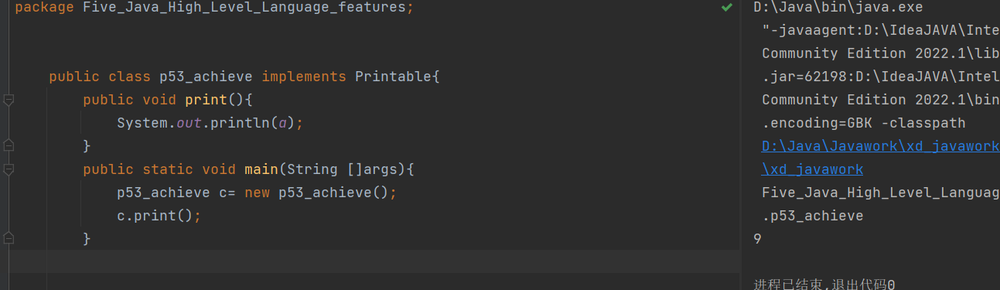 package Five_Java_High_Level_Language_features;
public class p53_achieve implements Printable{
public void print(){
System.out.println(a);
}
public static void main(String []args){
p53_achieve c= new p53_achieve();
c.print();
}
D:\Java\bin\java.exe
"-javaagent:D:\IdeaJAVA\Inte
Community Edition 2022.1\lib
.jar=62198:D:\IdeaJAVA\Intel
Community Edition 2022.1\bin
.encoding=GBK -classpath
D:\Java\Javawork\xd_javawork
\xd_javawork
Five_Java_High_Level_Languag
.p53_achieve
9
进程已结束,退出代码0